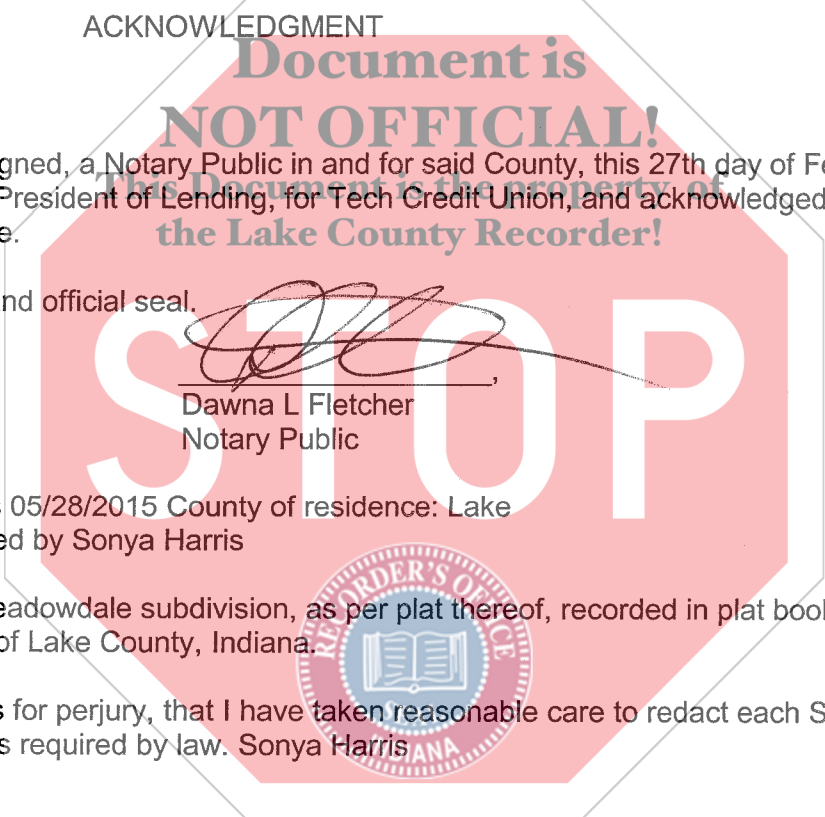 ACKNOWLEDGMENT
Document is
NOT OFFICIAL!
gned, a Notary Public in and for said County, this 27th day of Fe
This Document is the property of
President of Lending, for Tech Credit Union, and acknowledged
the Lake County Recorder!
e.
nd official seal.
STOP
Dawna L Fletcher
Notary Public
s 05/28/2015 County of residence: Lake
ed by Sonya Harris
RECORDER'S OFFICE
eadowdale subdivision, as per plat thereof, recorded in plat book
of Lake County, Indiana.
SEAL
s for perjury, that I have taken reasonable care to redact each S
s required by law. Sonya Harris
INDIANA